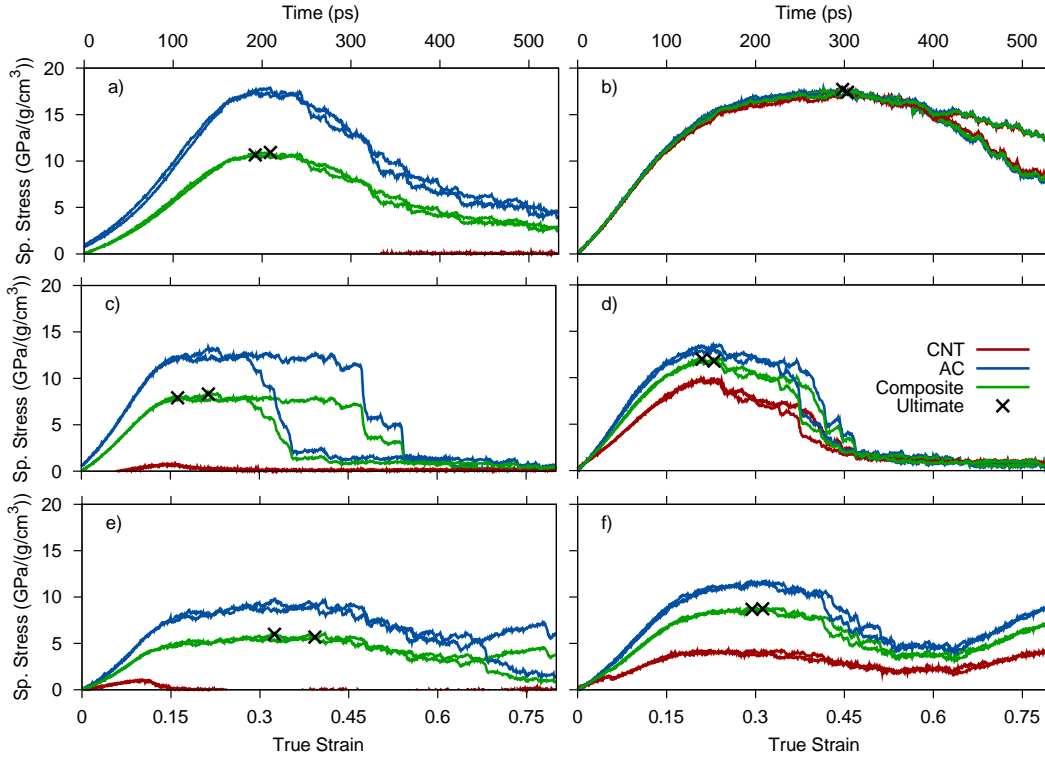 Time (ps)
Time (ps)
0 100 200 300 400 500
0 100 200 300 400 500
Sp. Stress (GPa/(g/cm³))
20
15
10
5
0
a)
b)
Sp. Stress (GPa/(g/cm³))
20
15
10
5
0
c)
d)
CNT
AC
Composite
Ultimate
Sp. Stress (GPa/(g/cm³))
20
15
10
5
0
e)
f)
0 0.15 0.3 0.45 0.6 0.75
0 0.15 0.3 0.45 0.6 0.75
True Strain
True Strain